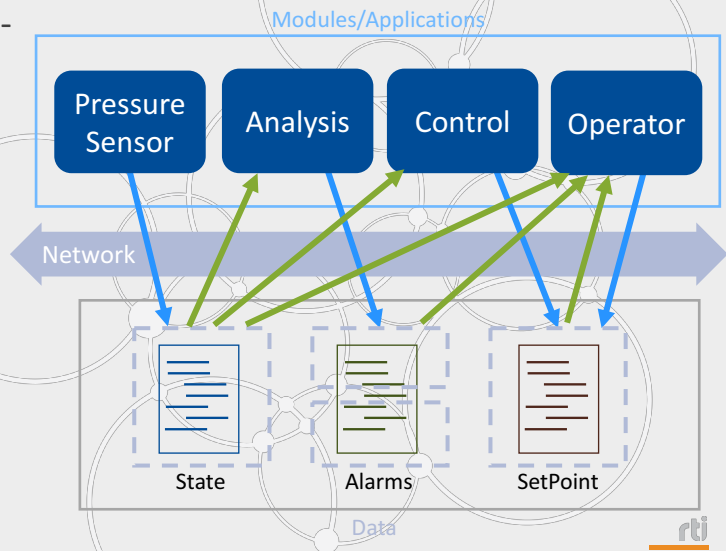 -
Modules/Applications
Pressure
Sensor
Analysis
Control
Operator
Network
State
Alarms
SetPoint
Data
rti